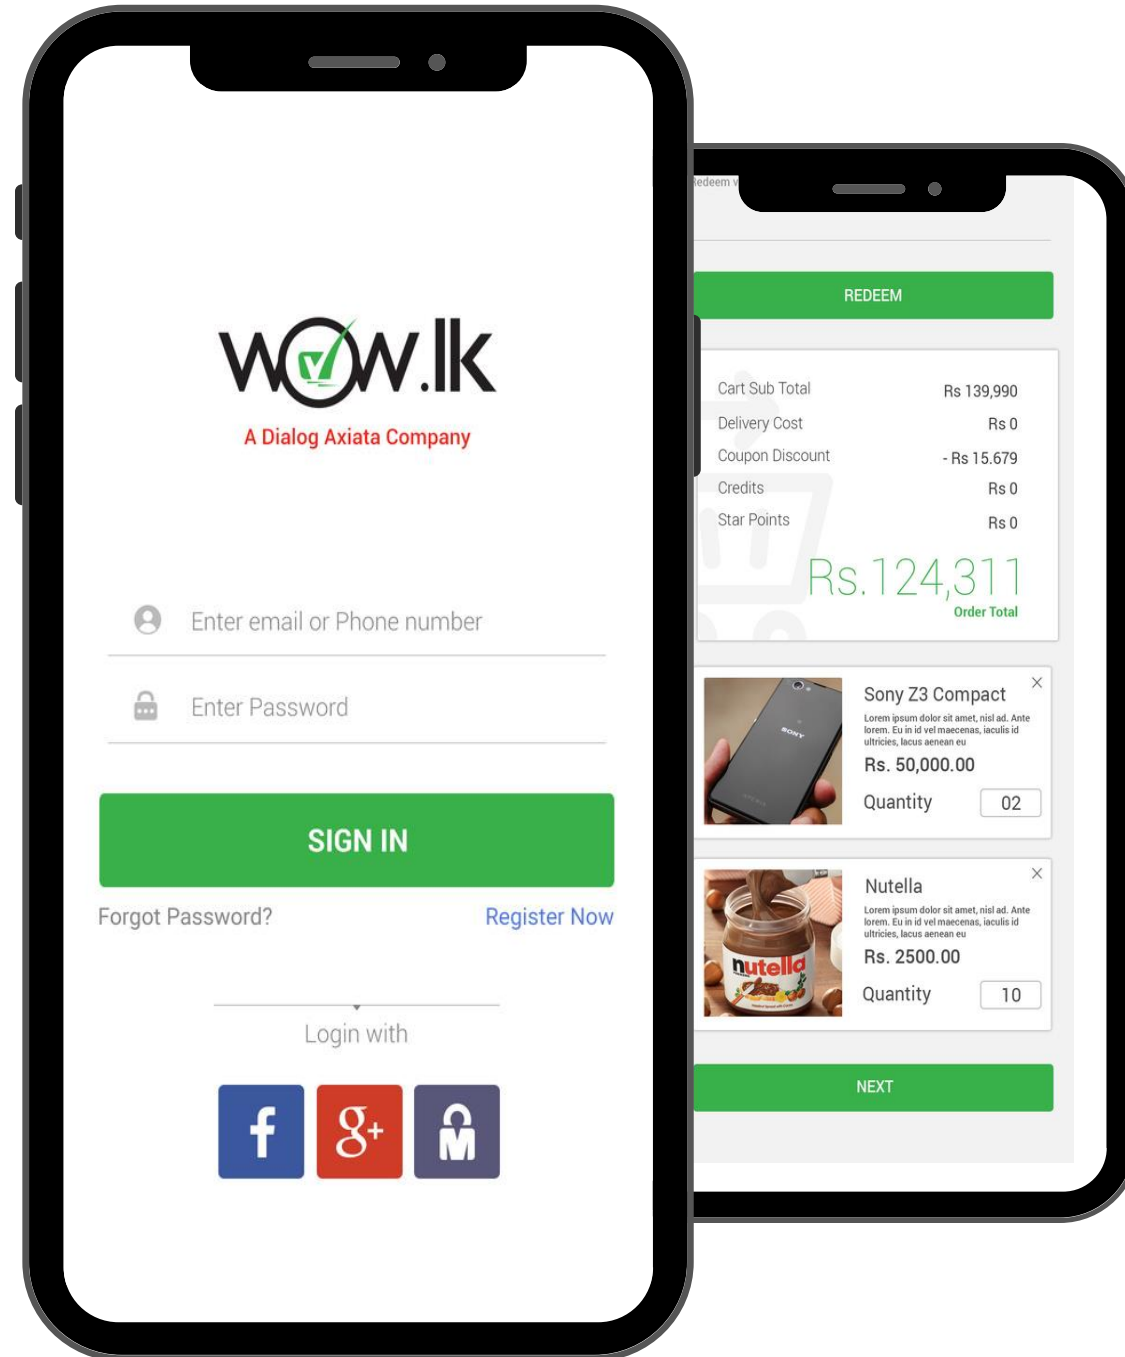 wow.lk
A Dialog Axiata Company
Enter email or Phone number
Enter Password
SIGN IN
Forgot Password?
Register Now
Login with
f
g+
M
Redeem
REDEEM
Cart Sub Total Rs 139,990
Delivery Cost Rs 0
Coupon Discount - Rs 15.679
Credits Rs 0
Star Points Rs 0
Rs.124,311
Order Total
SONY
XPERIA
Sony Z3 Compact
Lorem ipsum dolor sit amet, nisl ad. Ante
lorem. Eu in id vel maecenas, iaculis id
ultricies, lacus aenean eu
Rs. 50,000.00
Quantity 02
nutella
Nutella
Lorem ipsum dolor sit amet, nisl ad. Ante
lorem. Eu in id vel maecenas, iaculis id
ultricies, lacus aenean eu
Rs. 2500.00
Quantity 10
NEXT